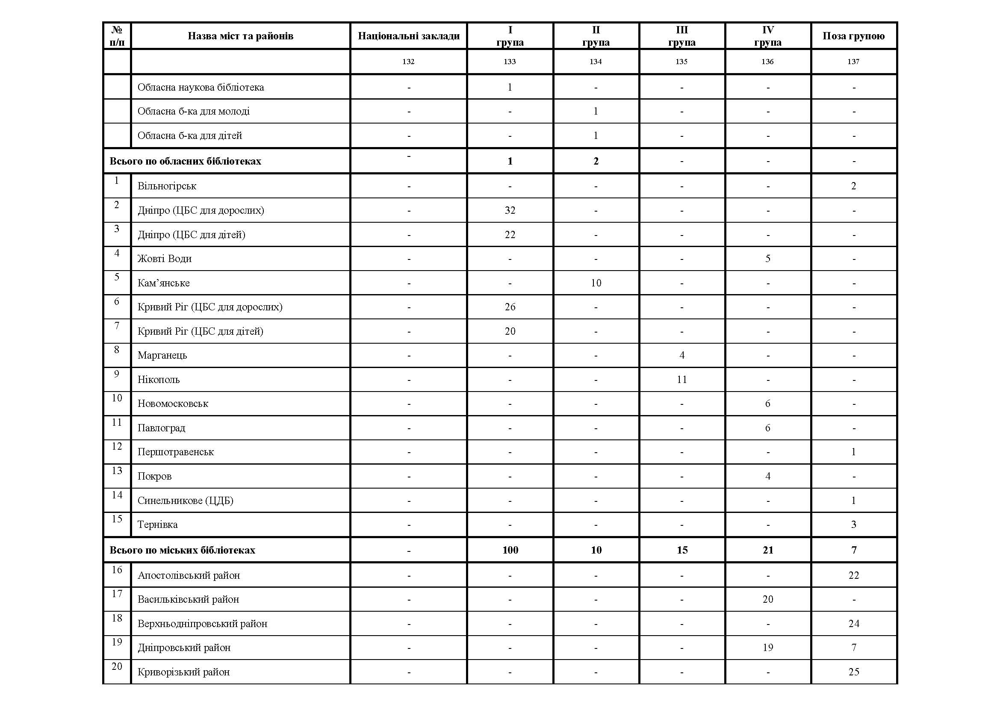 № п/п Назва міст та районів Національні заклади І група ІІ група ІІІ група IV група Поза групою
132 133 134 135 136 137
Обласна наукова бібліотека - 1 - - - -
Обласна б-ка для молоді - - 1 - - -
Обласна б-ка для дітей - - 1 - - -
Всього по обласних бібліотеках - 1 2 - - -
1 Вільногірськ - - - - - 2
2 Дніпро (ЦБС для дорослих) - 32 - - - -
3 Дніпро (ЦБС для дітей) - 22 - - - -
4 Жовті Води - - - - 5 -
5 Кам’янське - - 10 - - -
6 Кривий Ріг (ЦБС для дорослих) - 26 - - - -
7 Кривий Ріг (ЦБС для дітей) - 20 - - - -
8 Марганець - - - 4 - -
9 Нікополь - - - 11 - -
10 Новомосковськ - - - - 6 -
11 Павлоград - - - - 6 -
12 Першотравенськ - - - - - 1
13 Покров - - - - 4 -
14 Синельникове (ЦДБ) - - - - - 1
15 Тернівка - - - - - 3
Всього по міських бібліотеках - 100 10 15 21 7
16 Апостолівський район - - - - - 22
17 Васильківський район - - - - 20 -
18 Верхньодніпровський район - - - - - 24
19 Дніпровський район - - - - 19 7
20 Криворізький район - - - - - 25